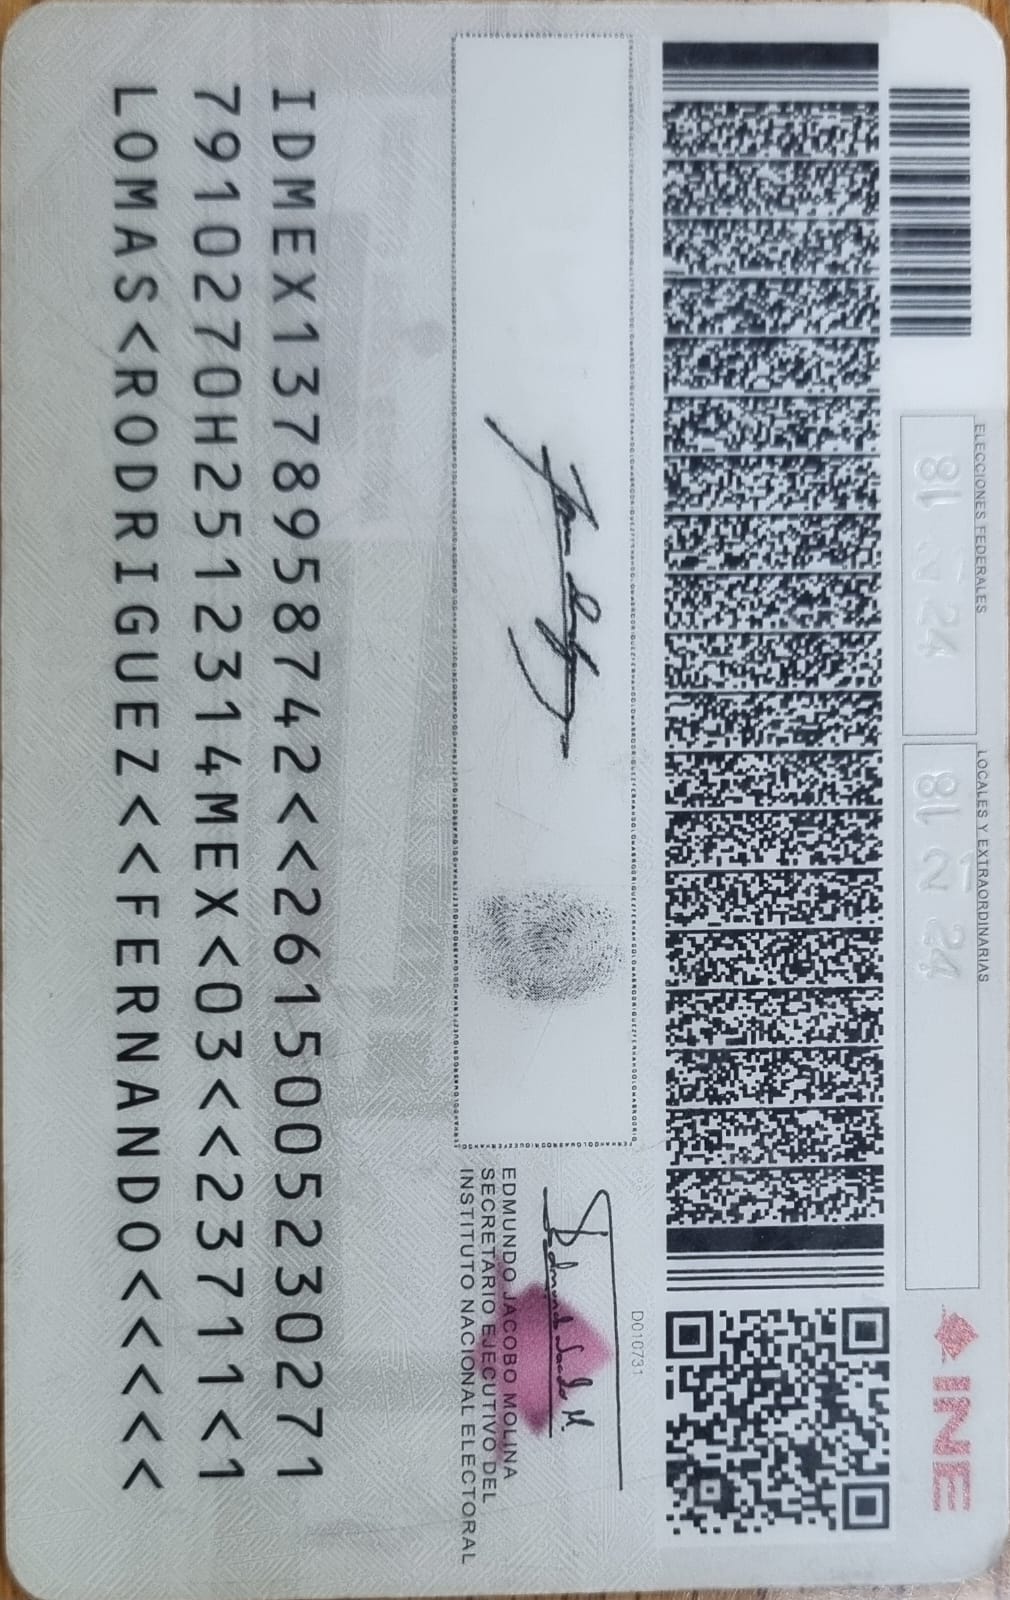 ELECCIONES FEDERALES
LOCALES Y EXTRAORDINARIAS
INE
18 21 24
18 21 24
D010731
EDMUNDO JACOBO MOLINA
SECRETARIO EJECUTIVO DEL
INSTITUTO NACIONAL ELECTORAL
IDMEX1378958742<<2615005230271
7910270H2512314MEX<03<<23711<1
LOMAS<RODRIGUEZ<<FERNANDO<<<<<